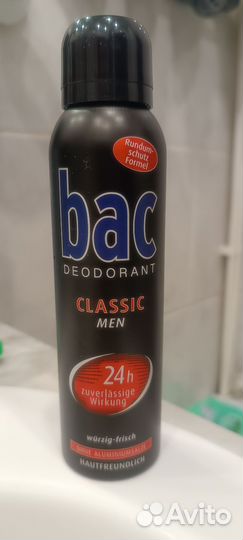 Rundum-
schutz
Formel
bac
DEODORANT
CLASSIC
MEN
24h
zuverlässige
Wirkung
würzig-frisch
OHNE ALUMINIUMSALZE
HAUTFREUNDLICH
Avito